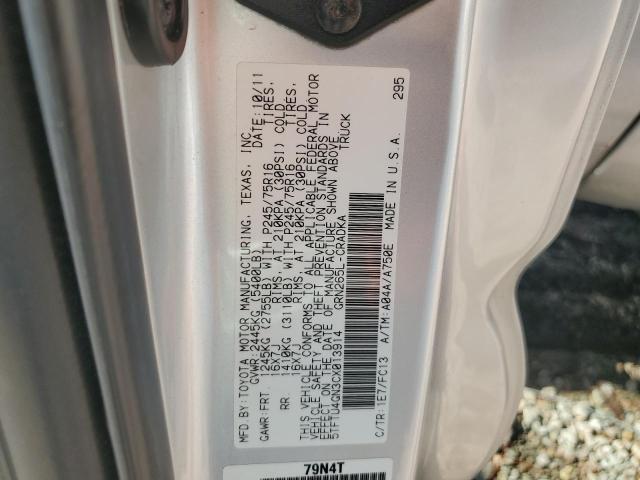 MFD. BY:TOYOTA MOTOR MANUFACTURING, TEXAS, INC. DATE:10/11
GVWR:2445KG (5400LB)
GAWR:FRT. 1245KG (2755LB) WITH P245/75R16 TIRES,
16X7J RIMS, AT 210KPA (30PSI) COLD
RR 1410KG (3110LB) WITH P245/75R16 TIRES,
16X7J RIMS, AT 210KPA (30PSI) COLD
THIS VEHICLE CONFORMS TO ALL APPLICABLE FEDERAL MOTOR
VEHICLE SAFETY AND THEFT PREVENTION STANDARDS IN
EFFECT ON THE DATE OF MANUFACTURE SHOWN ABOVE.
5TFTU4GN3CX013914 GRN265L-CRADKA TRUCK
C/TR:1E7/FC13 A/TM:A04A/A750E MADE IN U.S.A. 295
79N4T